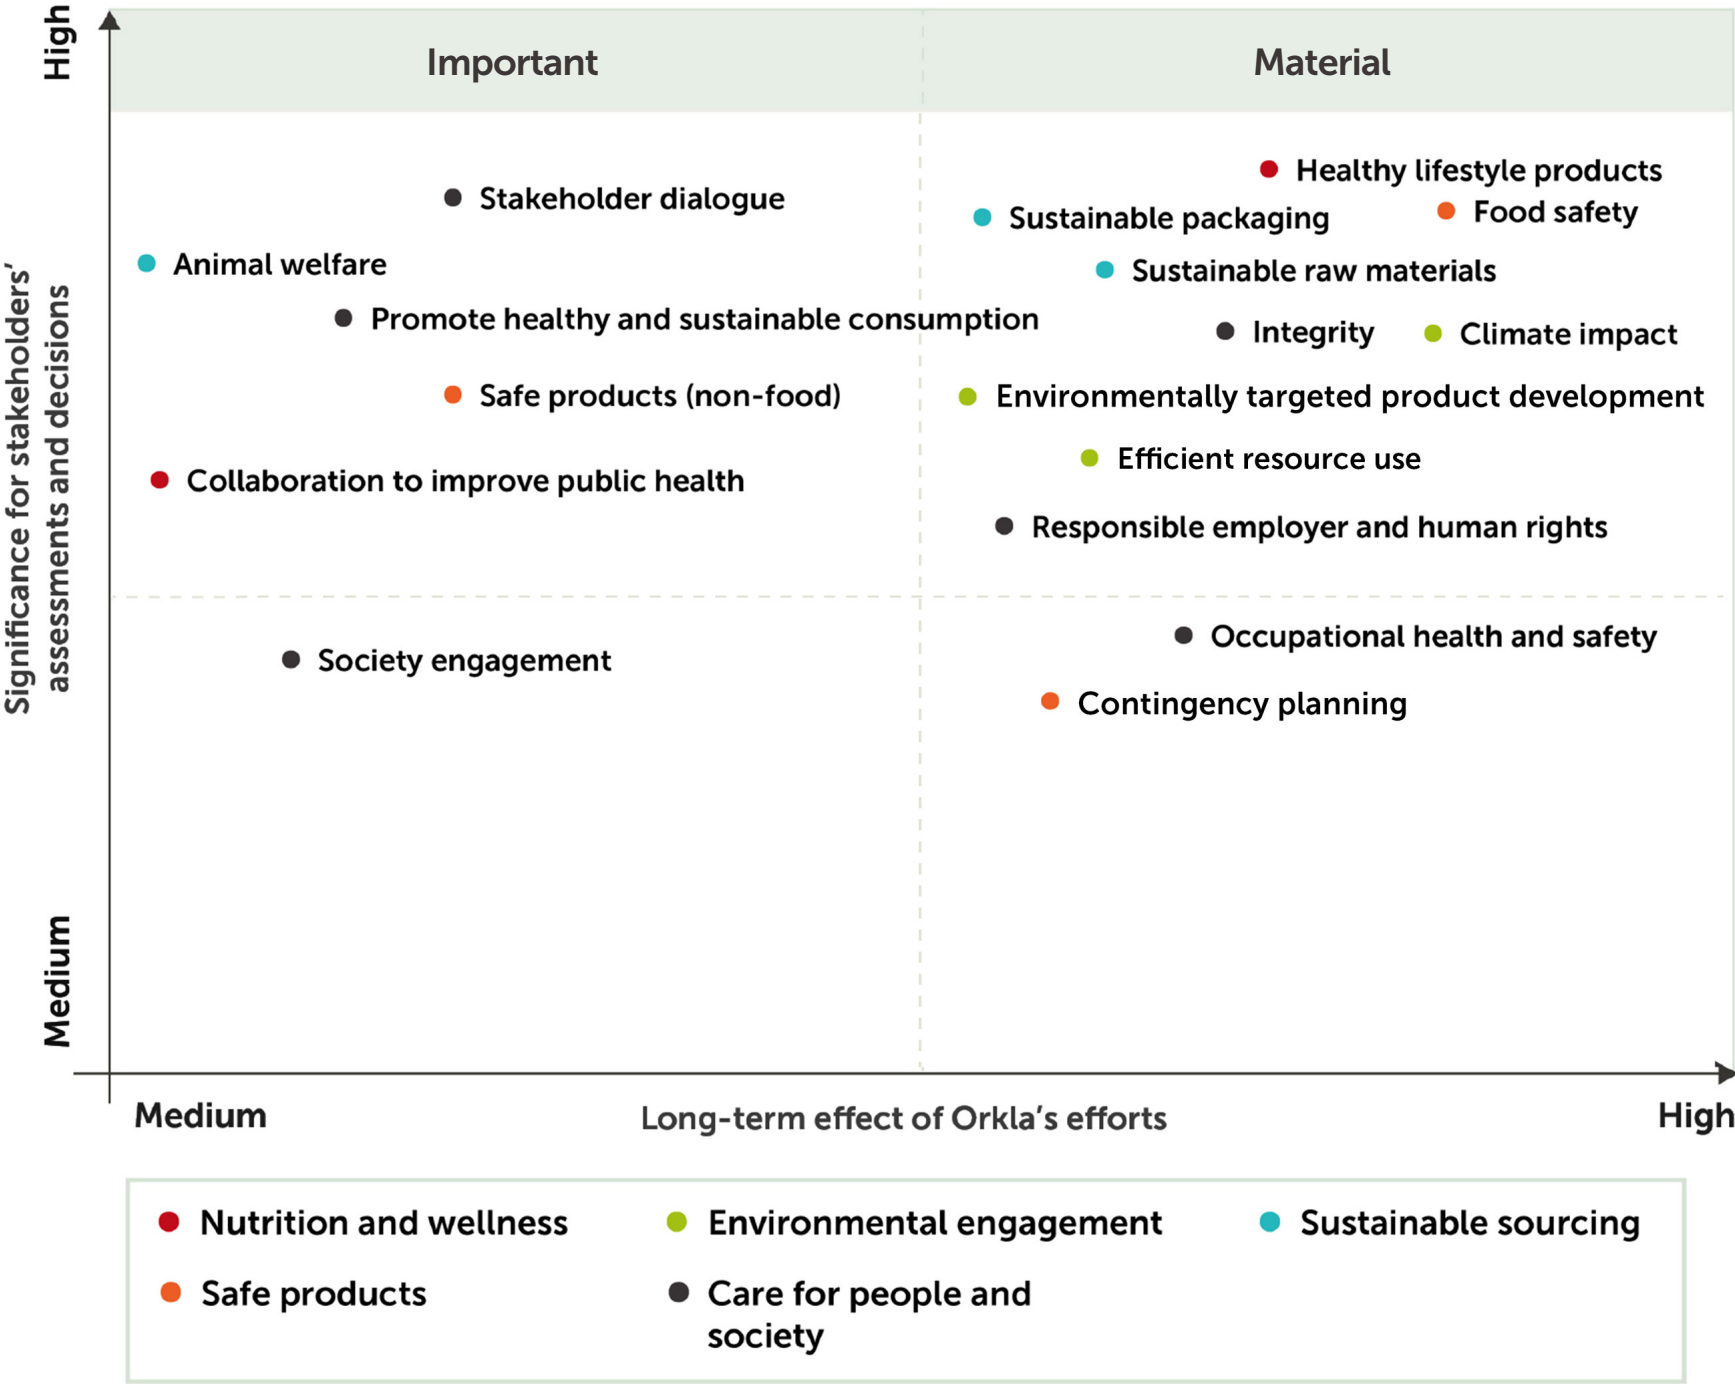 High
Important
Material
Healthy lifestyle products
Stakeholder dialogue
Food safety
Sustainable packaging
Animal welfare
Sustainable raw materials
Promote healthy and sustainable consumption
Integrity
Climate impact
Safe products (non-food)
Environmentally targeted product development
Efficient resource use
Collaboration to improve public health
Responsible employer and human rights
Significance for stakeholders’
assessments and decisions
Occupational health and safety
Society engagement
Contingency planning
Medium
Medium
Long-term effect of Orkla’s efforts
High
Nutrition and wellness
Environmental engagement
Sustainable sourcing
Safe products
Care for people and
society